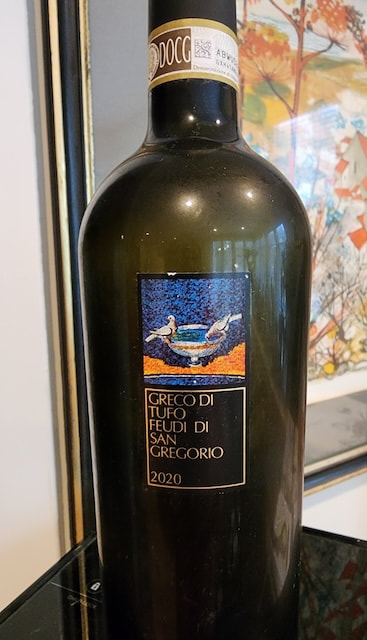 DOCG
GRECO DI
TUFO
FEUDI DI
SAN
GREGORIO
2020